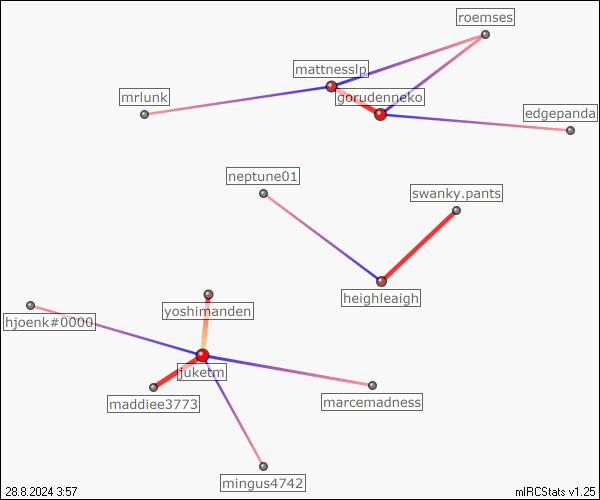 roemses
mattnesslp
gorudenneko
mrlunk
edgepanda
neptune01
swanky.pants
heighleaigh
yoshimanden
hjoenk#0000
juketm
maddiee3773
marcemadness
mingus4742
28.8.2024 3:57
mIRCStats v1.25